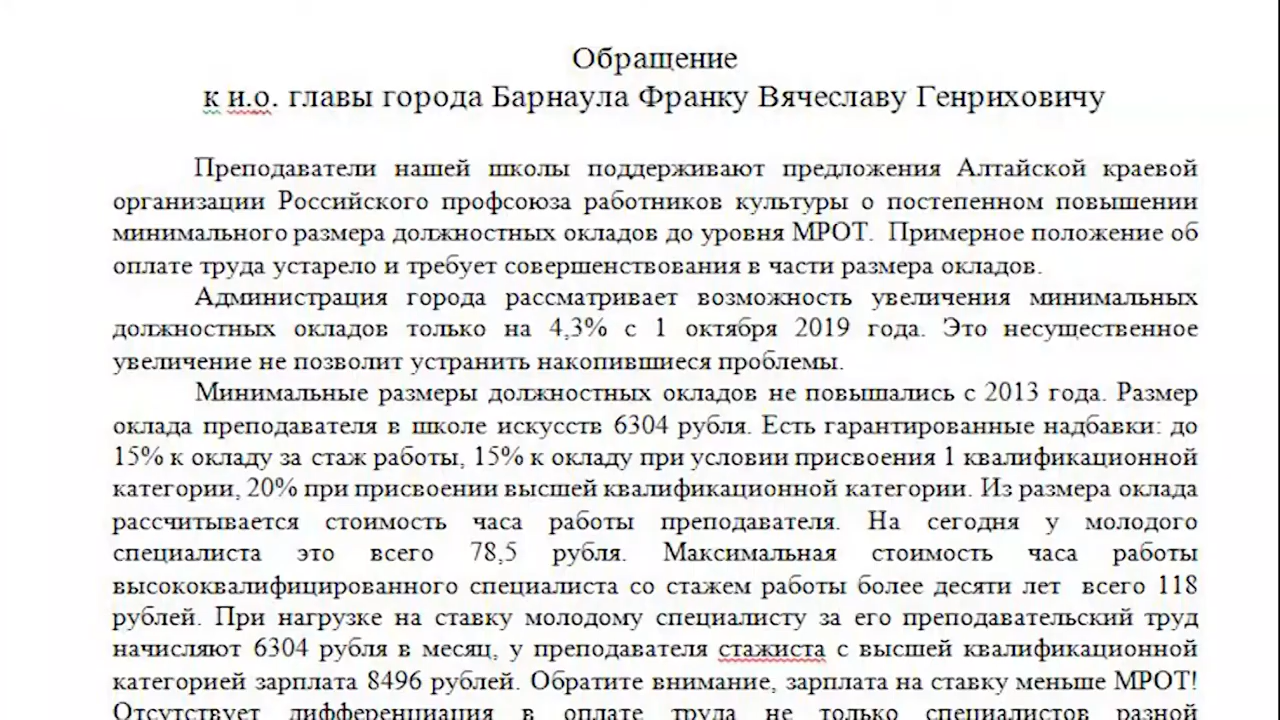 Обращение
к и.о. главы города Барнаула Франку Вячеславу Генриховичу
Преподаватели нашей школы поддерживают предложения Алтайской краевой
организации Российского профсоюза работников культуры о постепенном повышении
минимального размера должностных окладов до уровня МРОТ. Примерное положение об
оплате труда устарело и требует совершенствования в части размера окладов.
Администрация города рассматривает возможность увеличения минимальных
должностных окладов только на 4,3% с 1 октября 2019 года. Это несущественное
увеличение не позволит устранить накопившиеся проблемы.
Минимальные размеры должностных окладов не повышались с 2013 года. Размер
оклада преподавателя в школе искусств 6304 рубля. Есть гарантированные надбавки: до
15% к окладу за стаж работы, 15% к окладу при условии присвоения 1 квалификационной
категории, 20% при присвоении высшей квалификационной категории. Из размера оклада
рассчитывается стоимость часа работы преподавателя. На сегодня у молодого
специалиста это всего 78,5 рубля. Максимальная стоимость часа работы
высококвалифицированного специалиста со стажем работы более десяти лет всего 118
рублей. При нагрузке на ставку молодому специалисту за его преподавательский труд
начисляют 6304 рубля в месяц, у преподавателя стажиста с высшей квалификационной
категорией зарплата 8496 рублей. Обратите внимание, зарплата на ставку меньше МРОТ!
Отсутствует дифференциация в оплате труда не только специалистов разной